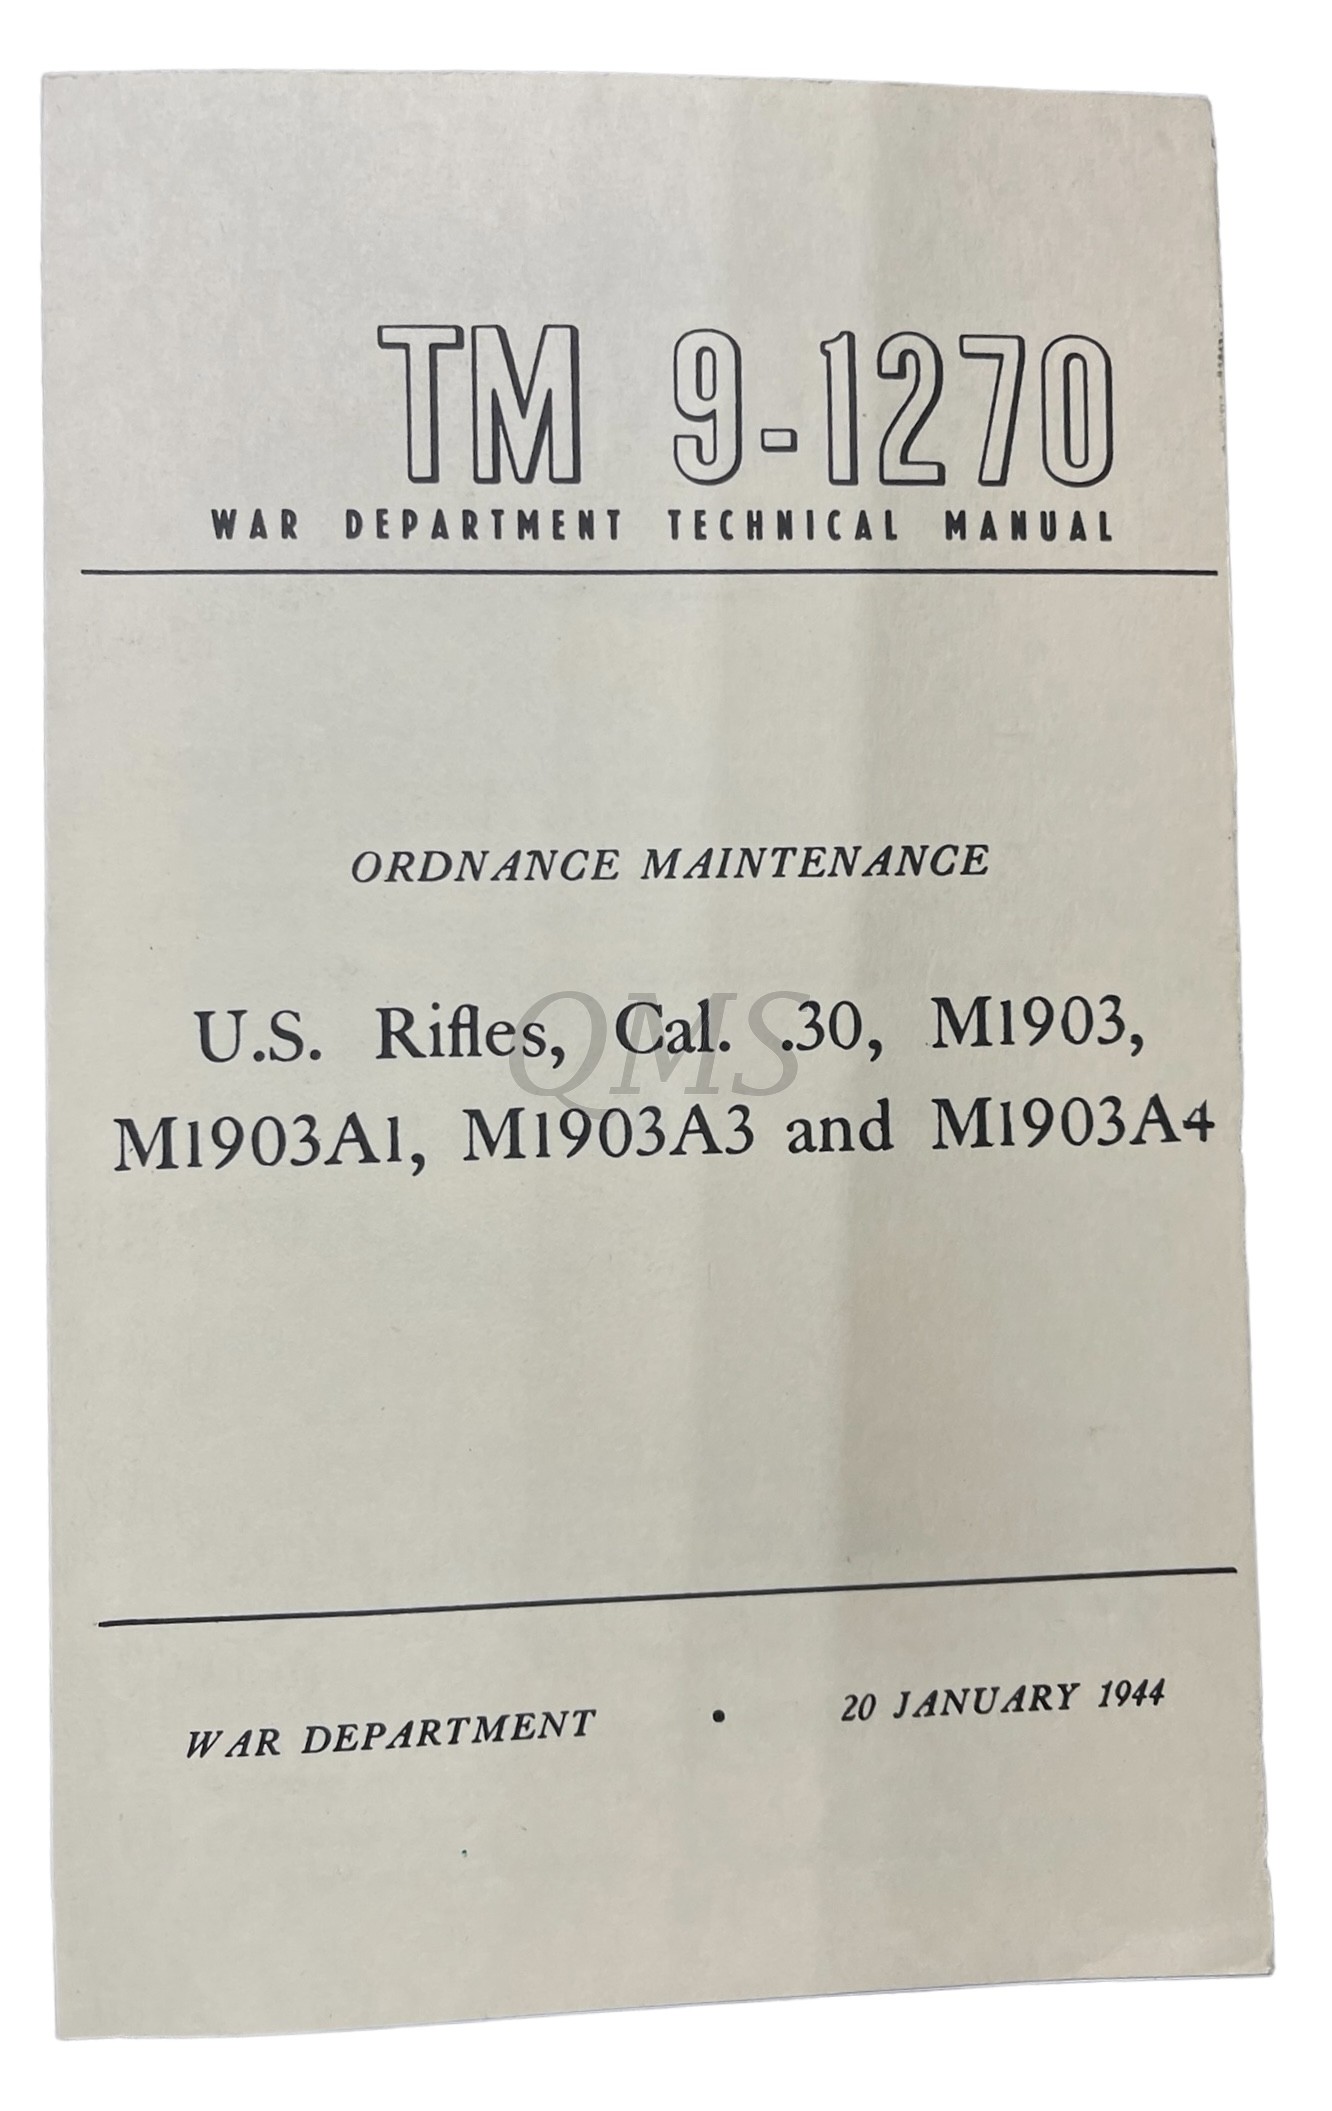 TM 9-1270
WAR DEPARTMENT TECHNICAL MANUAL
ORDNANCE MAINTENANCE
U.S. Rifles, Cal. .30, M1903,
QMS
M1903A1, M1903A3 and M1903A4
WAR DEPARTMENT • 20 JANUARY 1944